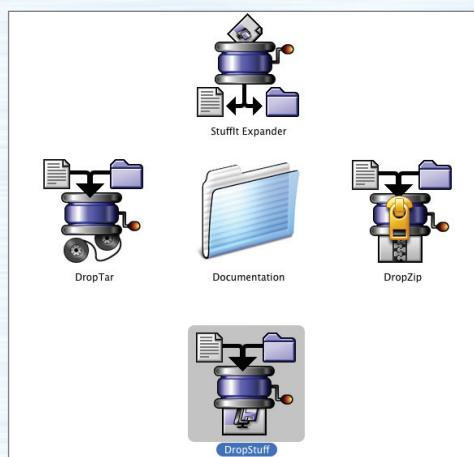 StuffIt Expander
DropTar
Documentation
DropZip
DropStuff